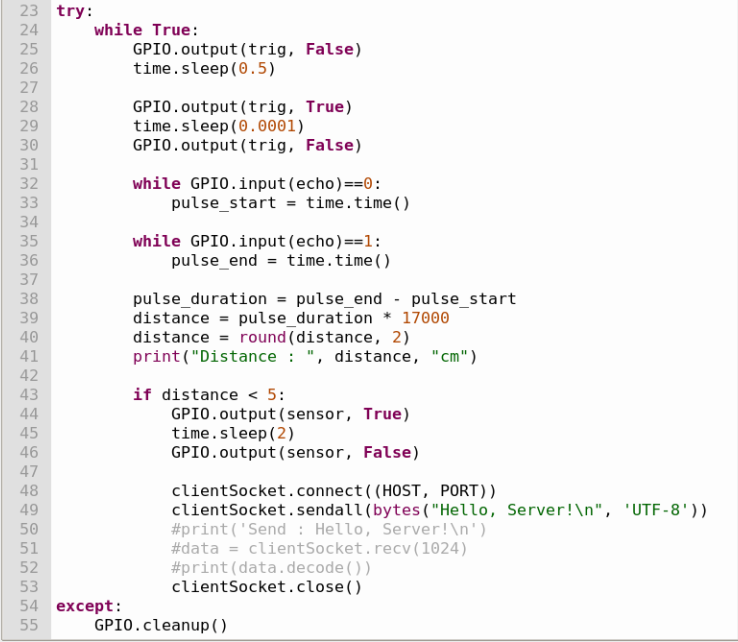 23 try:
24     while True:
25         GPIO.output(trig, False)
26         time.sleep(0.5)
27
28         GPIO.output(trig, True)
29         time.sleep(0.0001)
30         GPIO.output(trig, False)
31
32         while GPIO.input(echo)==0:
33             pulse_start = time.time()
34
35         while GPIO.input(echo)==1:
36             pulse_end = time.time()
37
38         pulse_duration = pulse_end - pulse_start
39         distance = pulse_duration * 17000
40         distance = round(distance, 2)
41         print("Distance : ", distance, "cm")
42
43         if distance < 5:
44             GPIO.output(sensor, True)
45             time.sleep(2)
46             GPIO.output(sensor, False)
47
48             clientSocket.connect((HOST, PORT))
49             clientSocket.sendall(bytes("Hello, Server!\n", 'UTF-8'))
50             #print('Send : Hello, Server!\n')
51             #data = clientSocket.recv(1024)
52             #print(data.decode())
53             clientSocket.close()
54 except:
55     GPIO.cleanup()